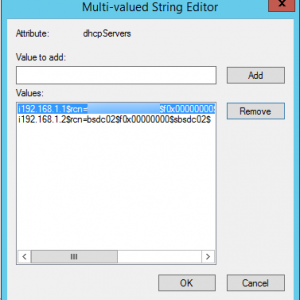 Multi-valued String Editor
x
Attribute: dhcpServers
Value to add:
Add
Values:
i192.168.1.1$rcn= $f0x00000000$
Remove
i192.168.1.2$rcn=bsdc02$f0x00000000$sbsdc02$
OK
Cancel